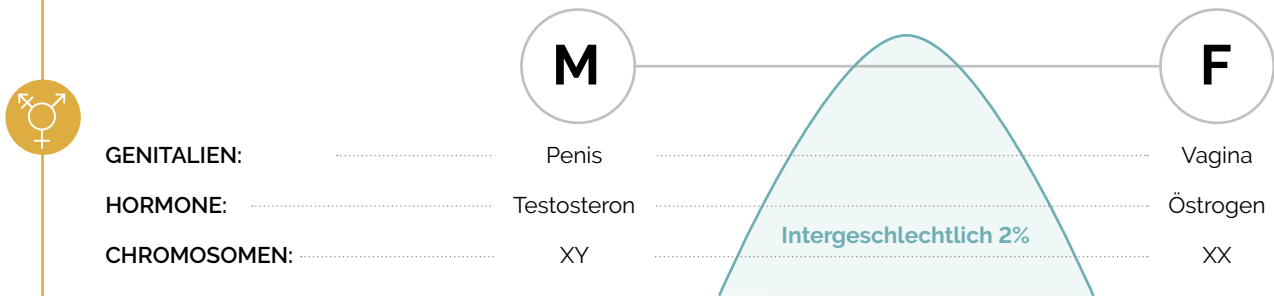 M F
GENITALIEN: Penis Vagina
HORMONE: Testosteron Östrogen
Intergeschlechtlich 2%
CHROMOSOMEN: XY XX